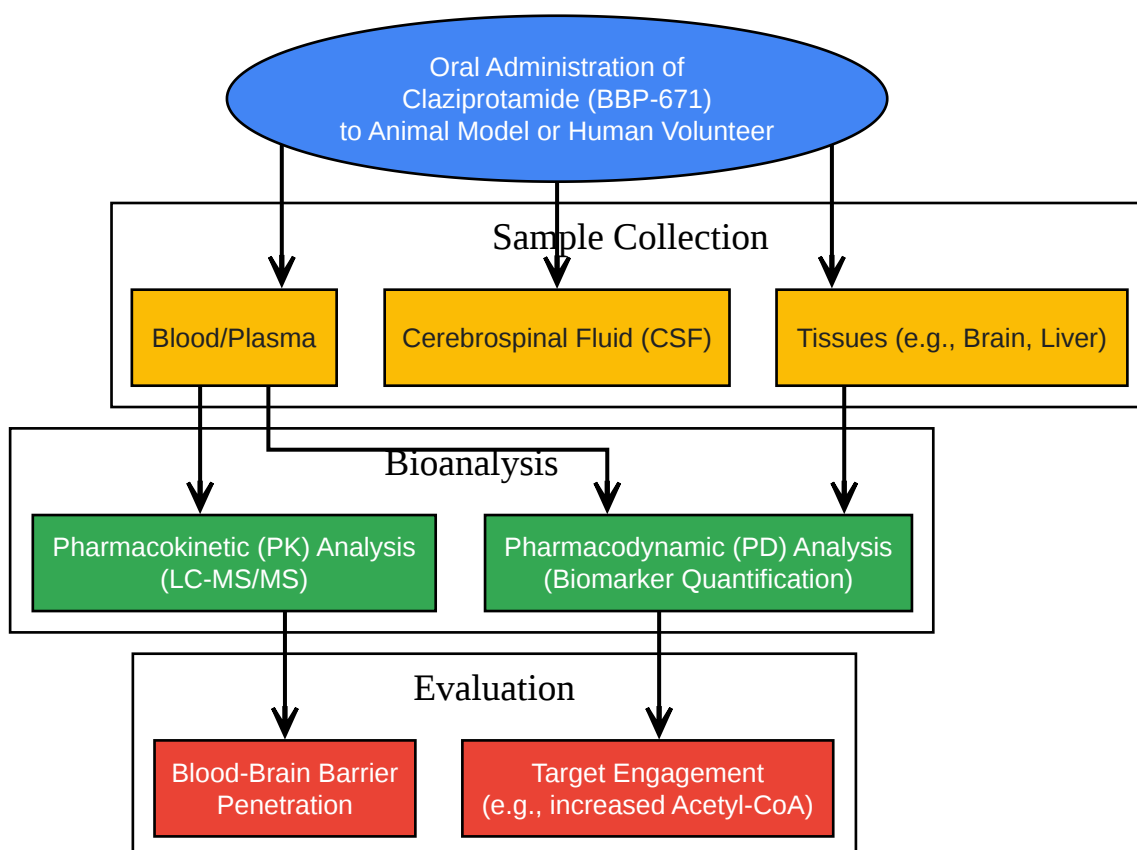 Oral Administration of
Claziprotamide (BBP-671)
to Animal Model or Human Volunteer
Sample Collection
Blood/Plasma
Cerebrospinal Fluid (CSF)
Tissues (e.g., Brain, Liver)
Bioanalysis
Pharmacokinetic (PK) Analysis
(LC-MS/MS)
Pharmacodynamic (PD) Analysis
(Biomarker Quantification)
Evaluation
Blood-Brain Barrier
Penetration
Target Engagement
(e.g., increased Acetyl-CoA)